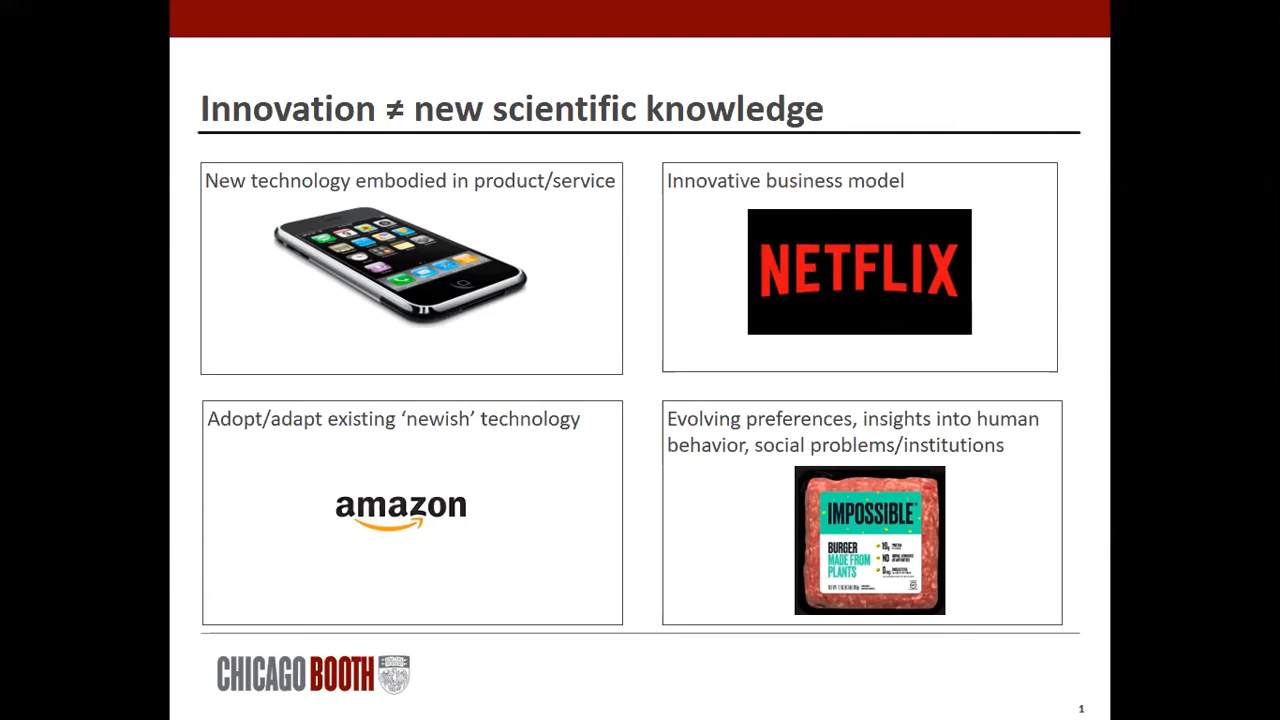 Innovation ≠ new scientific knowledge
New technology embodied in product/service
Innovative business model
NETFLIX
Adopt/adapt existing ‘newish’ technology
amazon
Evolving preferences, insights into human
behavior, social problems/institutions
IMPOSSIBLE
BURGER
MADE FROM
PLANTS
CHICAGO BOOTH
1